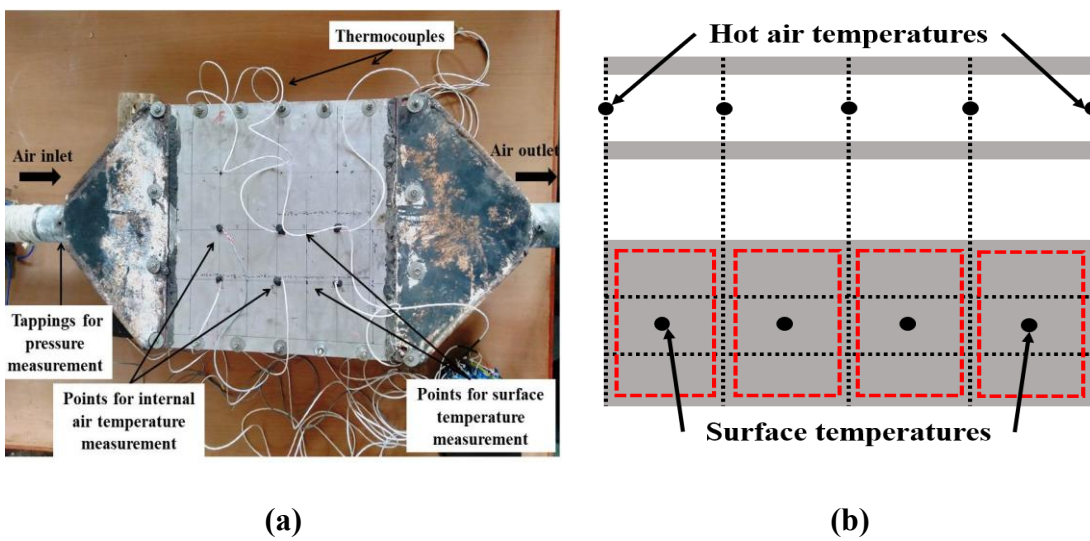 Thermocouples
Air inlet
Air outlet
Tappings for
pressure
measurement
Points for internal
air temperature
measurement
Points for surface
temperature
measurement
(a)
Hot air temperatures
Surface temperatures
(b)